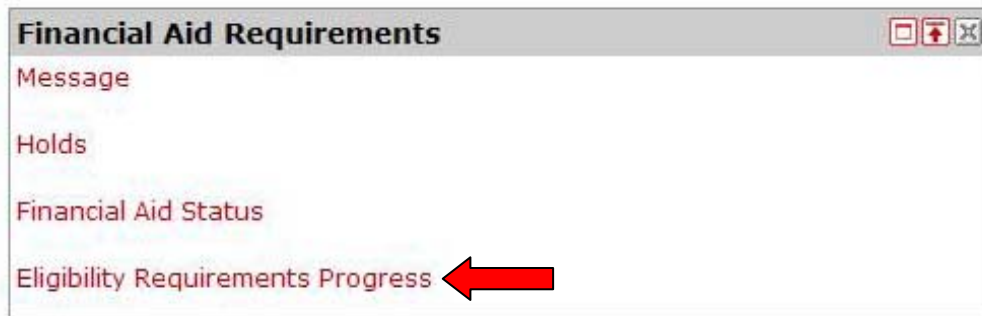 Financial Aid Requirements
Message
Holds
Financial Aid Status
Eligibility Requirements Progress